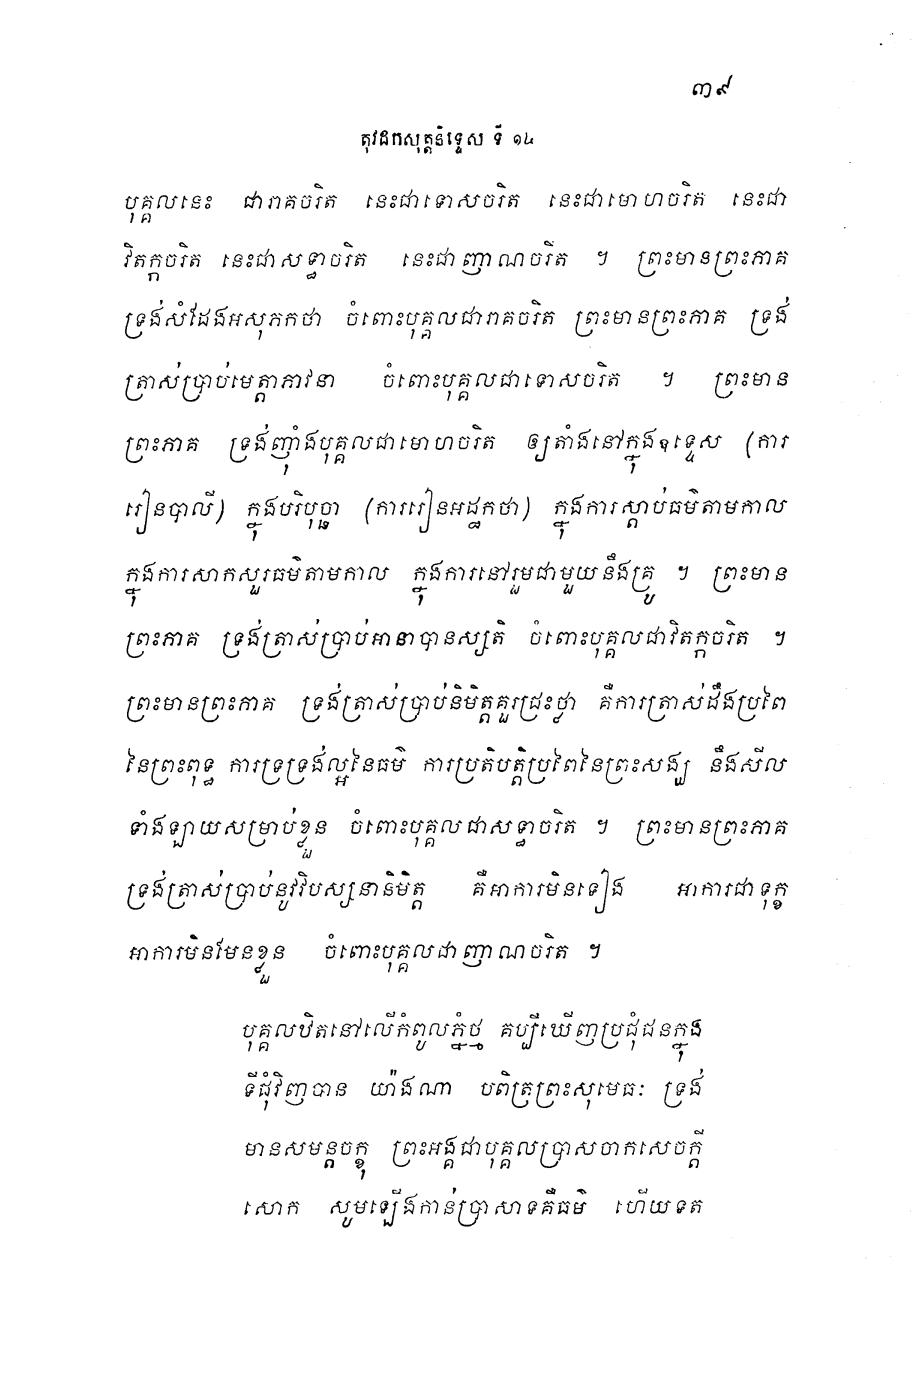 ៣៩
តុវដកសុត្តនិទ្ទេស ទី ១៤
បុគ្គលនេះ ជារាគចរិត នេះជាទោសចរិត នេះជាមោហចរិត នេះជា
វិតក្កចរិត នេះជាសទ្ធាចរិត នេះជាញាណចរិត ។ ព្រះមានព្រះភាគ
ទ្រង់សំដែងអសុភកថា ចំពោះបុគ្គលជារាគចរិត ព្រះមានព្រះភាគ ទ្រង់
ត្រាស់ប្រាប់មេត្តាភាវនា ចំពោះបុគ្គលជាទោសចរិត ។ ព្រះមាន
ព្រះភាគ ទ្រង់ញ៉ាំងបុគ្គលជាមោហចរិត ឲ្យតាំងនៅក្នុងឧទ្ទេស (ការ
រៀនបាលី) ក្នុងបរិបុច្ឆា (ការរៀនអដ្ឋកថា) ក្នុងការស្តាប់ធម៌តាមកាល
ក្នុងការសាកសួរធម៌តាមកាល ក្នុងការនៅរួមជាមួយនឹងគ្រូ ។ ព្រះមាន
ព្រះភាគ ទ្រង់ត្រាស់ប្រាប់អានាបានស្សតិ ចំពោះបុគ្គលជាវិតក្កចរិត ។
ព្រះមានព្រះភាគ ទ្រង់ត្រាស់ប្រាប់និមិត្តគួរជ្រះថ្លា គឺការត្រាស់ដឹងប្រពៃ
នៃព្រះពុទ្ធ ការទ្រទ្រង់ល្អនៃធម៌ ការប្រតិបត្តិប្រពៃនៃព្រះសង្ឃ នឹងសីល
ទាំងឡាយសម្រាប់ខ្លួន ចំពោះបុគ្គលជាសទ្ធាចរិត ។ ព្រះមានព្រះភាគ
ទ្រង់ត្រាស់ប្រាប់នូវវិបស្សនានិមិត្ត គឺអាការមិនទៀង អាការជាទុក្ខ
អាការមិនមែនខ្លួន ចំពោះបុគ្គលជាញាណចរិត ។
បុគ្គលឋិតនៅលើកំពូលភ្នំថ្ម គប្បីឃើញប្រជុំជនក្នុង
ទីជុំវិញបាន យ៉ាងណា បពិត្រព្រះសុមេធៈ ទ្រង់
មានសមន្តចក្ខុ ព្រះអង្គជាបុគ្គលប្រាសចាកសេចក្តី
សោក សូមឡើងកាន់ប្រាសាទគឺធម៌ ហើយទត